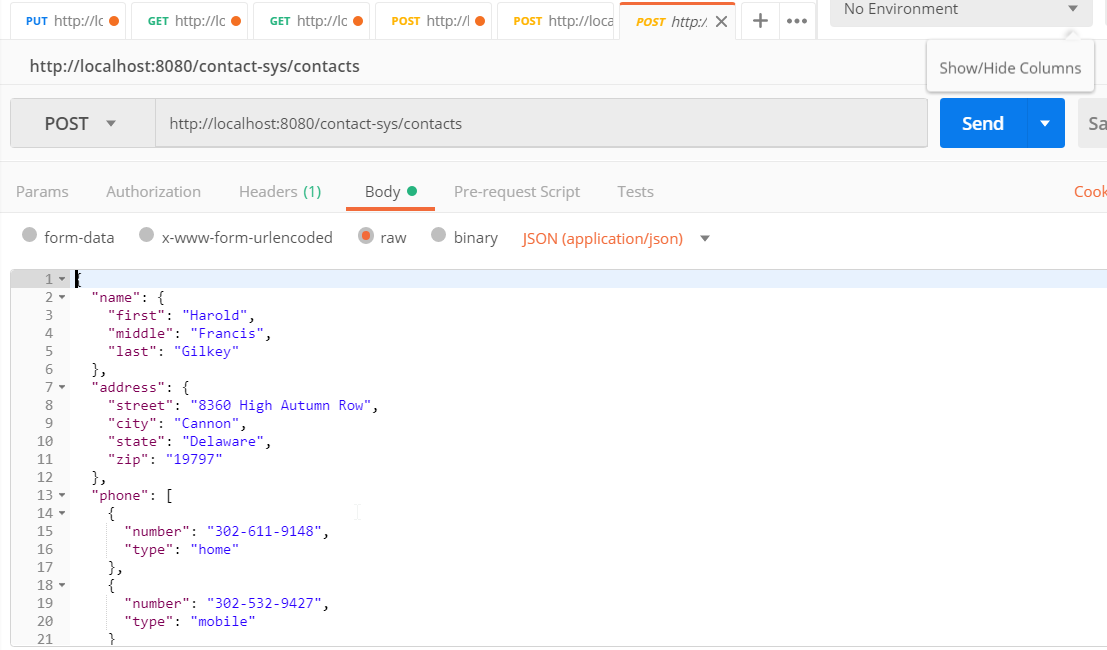 PUT http://lc GET http://lc GET http://lc POST http://l POST http://loca POST http:/. × + ••• No Environment
http://localhost:8080/contact-sys/contacts Show/Hide Columns
POST http://localhost:8080/contact-sys/contacts Send Sa
Params Authorization Headers (1) Body Pre-request Script Tests Cook
form-data x-www-form-urlencoded raw binary JSON (application/json)
1 {
2 "name": {
3 "first": "Harold",
4 "middle": "Francis",
5 "last": "Gilkey"
6 },
7 "address": {
8 "street": "8360 High Autumn Row",
9 "city": "Cannon",
10 "state": "Delaware",
11 "zip": "19797"
12 },
13 "phone": [
14 {
15 "number": "302-611-9148",
16 "type": "home"
17 },
18 {
19 "number": "302-532-9427",
20 "type": "mobile"
21 }